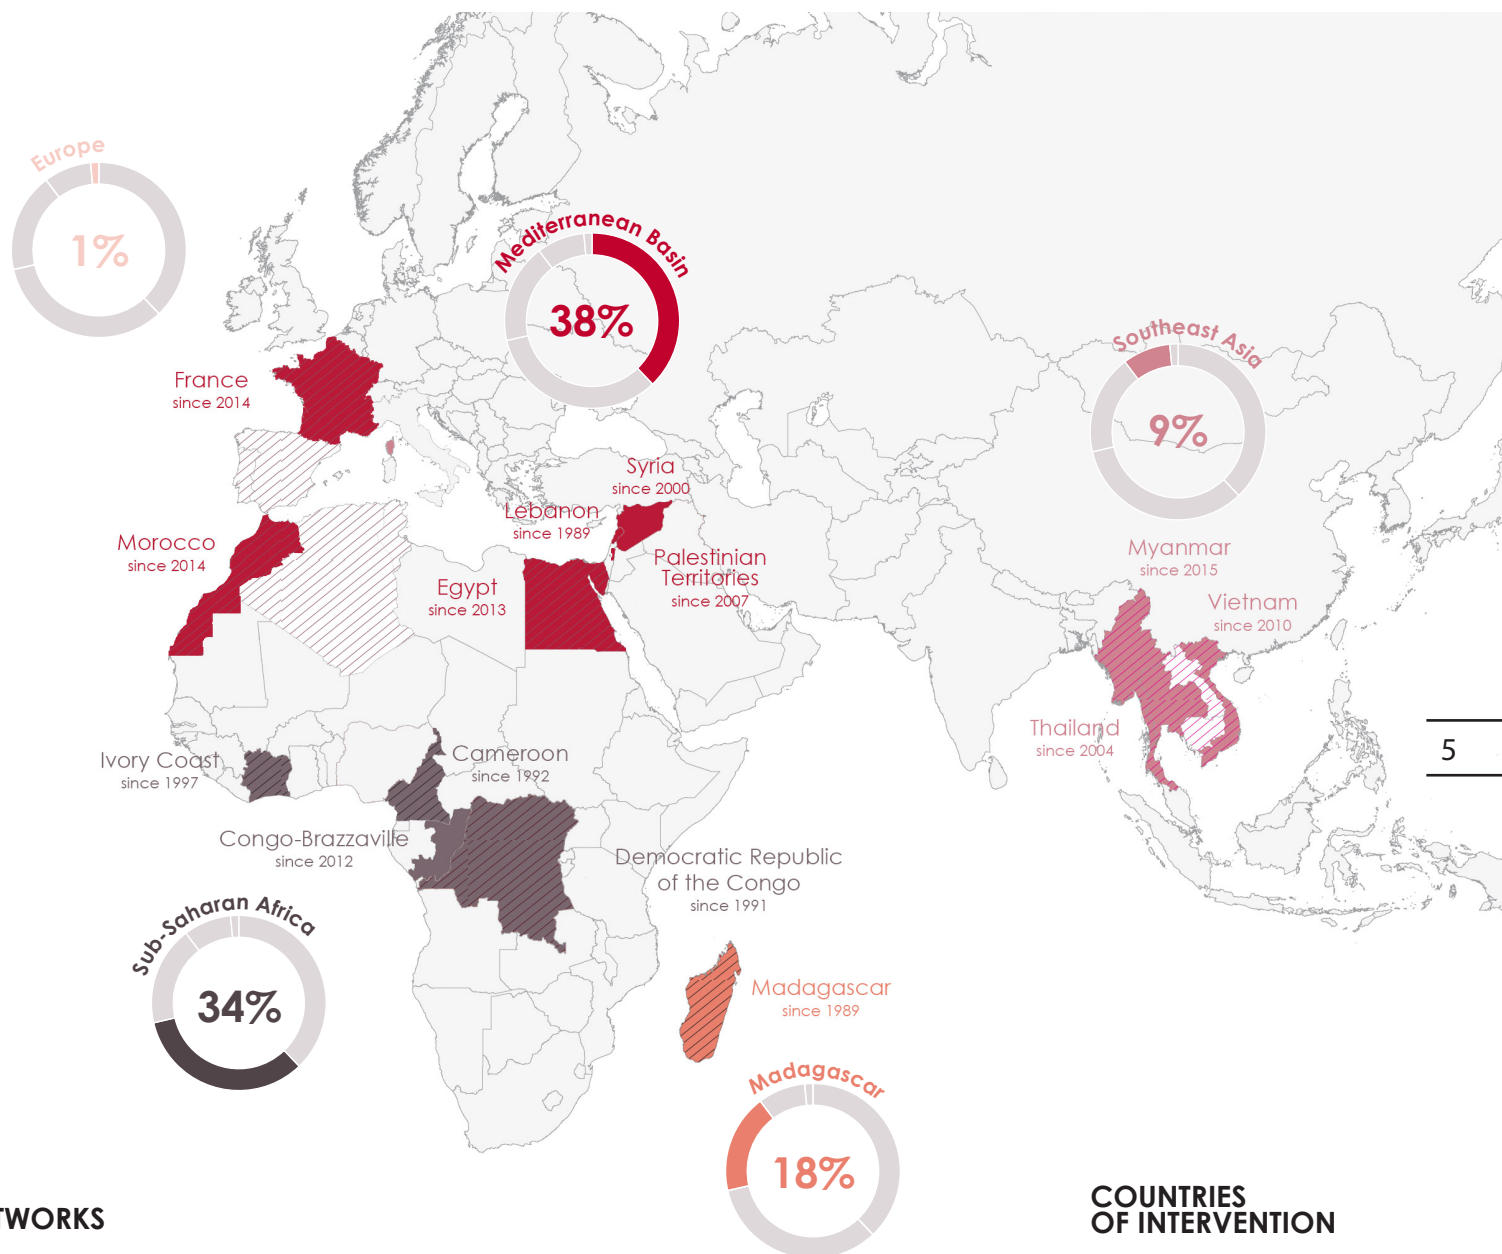 Europe
1%
Mediterranean Basin
38%
Southeast Asia
9%
France
since 2014
Syria
since 2000
Lebanon
since 1989
Morocco
since 2014
Palestinian
Territories
since 2007
Egypt
since 2013
Myanmar
since 2015
Vietnam
since 2010
Thailand
since 2004
5
Ivory Coast
since 1997
Cameroon
since 1992
Congo-Brazzaville
since 2012
Democratic Republic
of the Congo
since 1991
Sub-Saharan Africa
34%
Madagascar
since 1989
Madagascar
18%
TWORKS
COUNTRIES
OF INTERVENTION